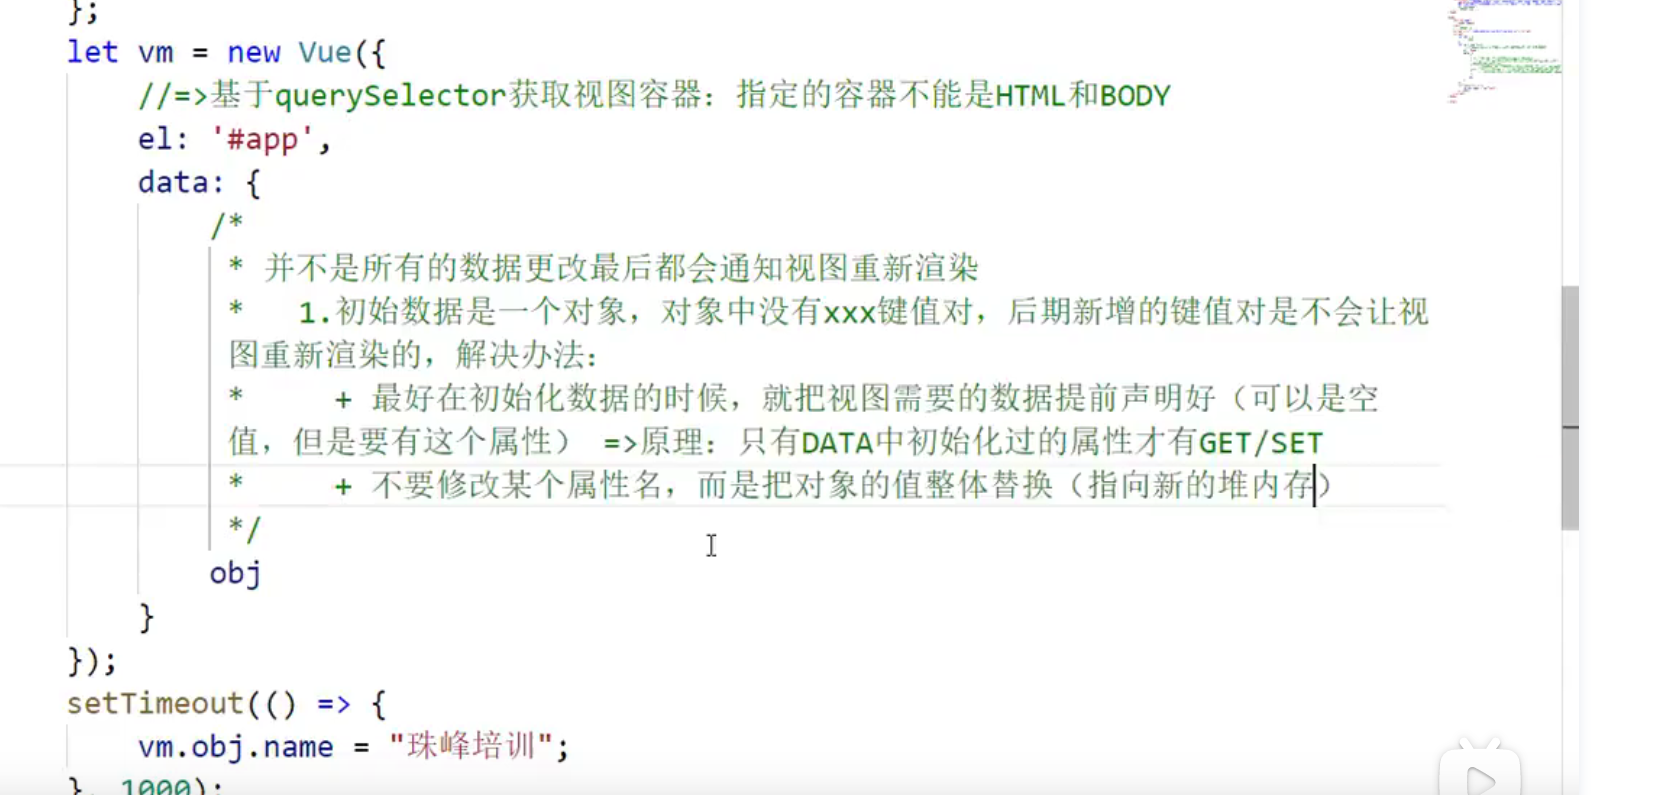 };
let vm = new Vue({
//=>基于querySelector获取视图容器：指定的容器不能是HTML和BODY
el: '#app',
data: {
/*
* 并不是所有的数据更改最后都会通知视图重新渲染
* 1.初始数据是一个对象，对象中没有xxx键值对，后期新增的键值对是不会让视
图重新渲染的，解决办法：
* + 最好在初始化数据的时候，就把视图需要的数据提前声明好（可以是空
值，但是要有这个属性） =>原理：只有DATA中初始化过的属性才有GET/SET
* + 不要修改某个属性名，而是把对象的值整体替换（指向新的堆内存）
*/
obj
}
});
setTimeout(() => {
vm.obj.name = "珠峰培训";
}, 1000);